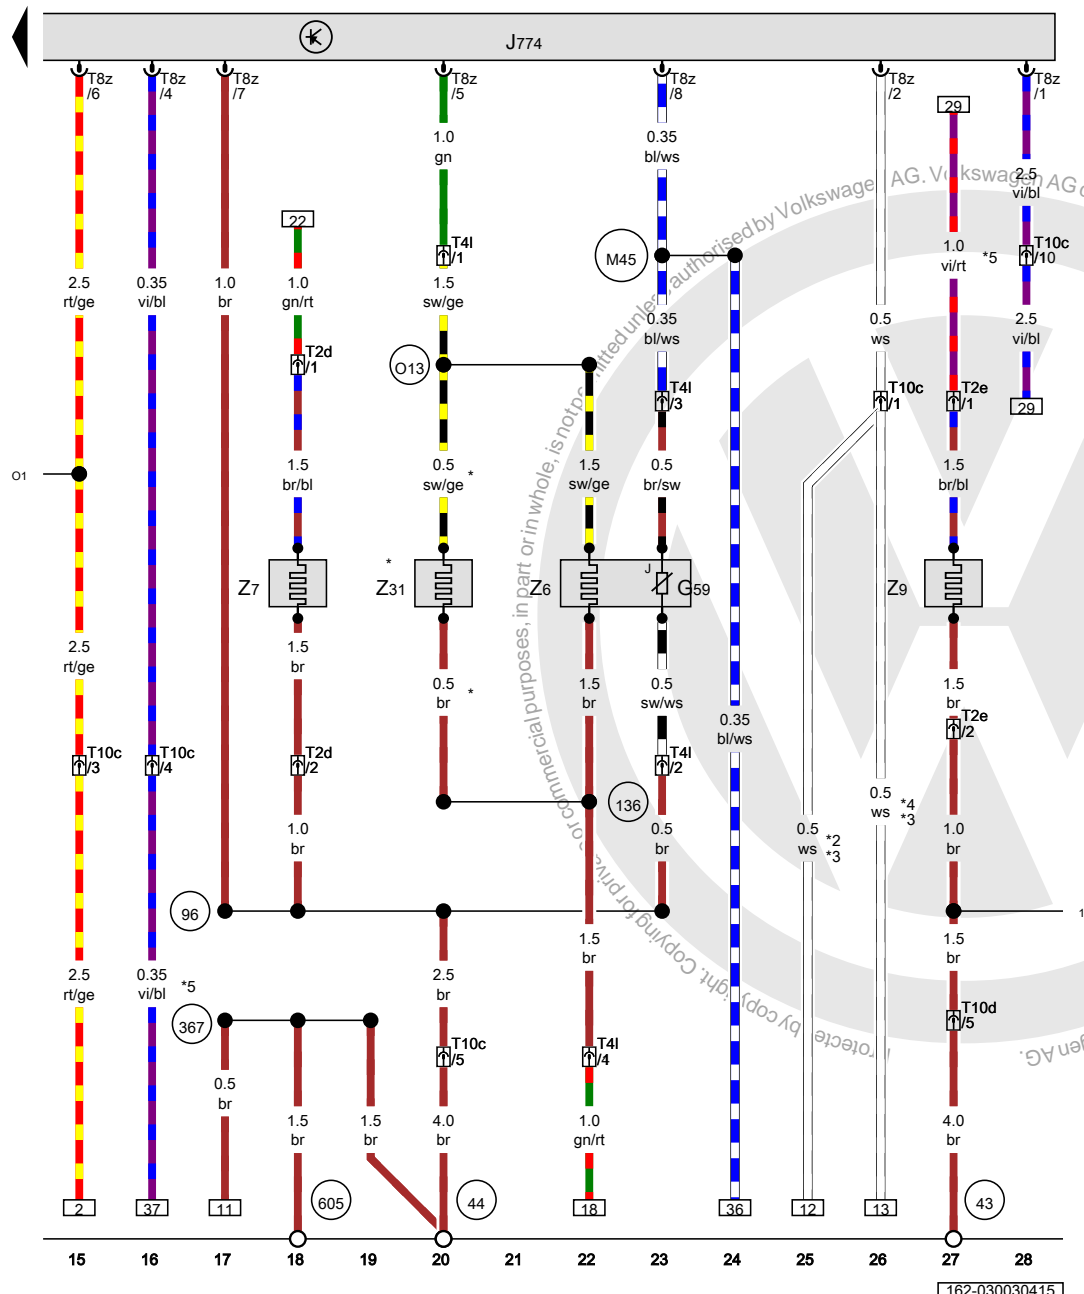 J774
T8z /6
T8z /4
T8z /7
T8z /5
T8z /8
T8z /2
T8z /1
29
1.0 gn
0.35 bl/ws
2.5 vi/bl
22
T4l /1
M45
1.0 vi/rt *5
T10c /10
2.5 rt/ge
0.35 vi/bl
1.0 br
1.0 gn/rt
1.5 sw/ge
0.35 bl/ws
0.5 ws
2.5 vi/bl
T2d /1
O13
T4l /3
T10c /1
T2e /1
29
O1
1.5 br/bl
0.5 sw/ge *
1.5 sw/ge
0.5 br/sw
1.5 br/bl
*
J
Z7
Z31
Z6
G59
Z9
2.5 rt/ge
1.5 br
0.5 br *
1.5 br
0.5 sw/ws
0.35 bl/ws
1.5 br
T2e /2
T10c /3
T10c /4
T2d /2
T4l /2
136
0.5 ws *4 *3
1.0 br
0.5 br
0.5 ws *2 *3
1.0 br
96
1
2.5 rt/ge
0.35 vi/bl *5
2.5 br
1.5 br
1.5 br
367
T10c /5
T4l /4
T10d /5
0.5 br
1.5 br
1.5 br
4.0 br
1.0 gn/rt
4.0 br
2
37
11
605
44
18
36
12
13
43
15 16 17 18 19 20 21 22 23 24 25 26 27 28
162-030030415